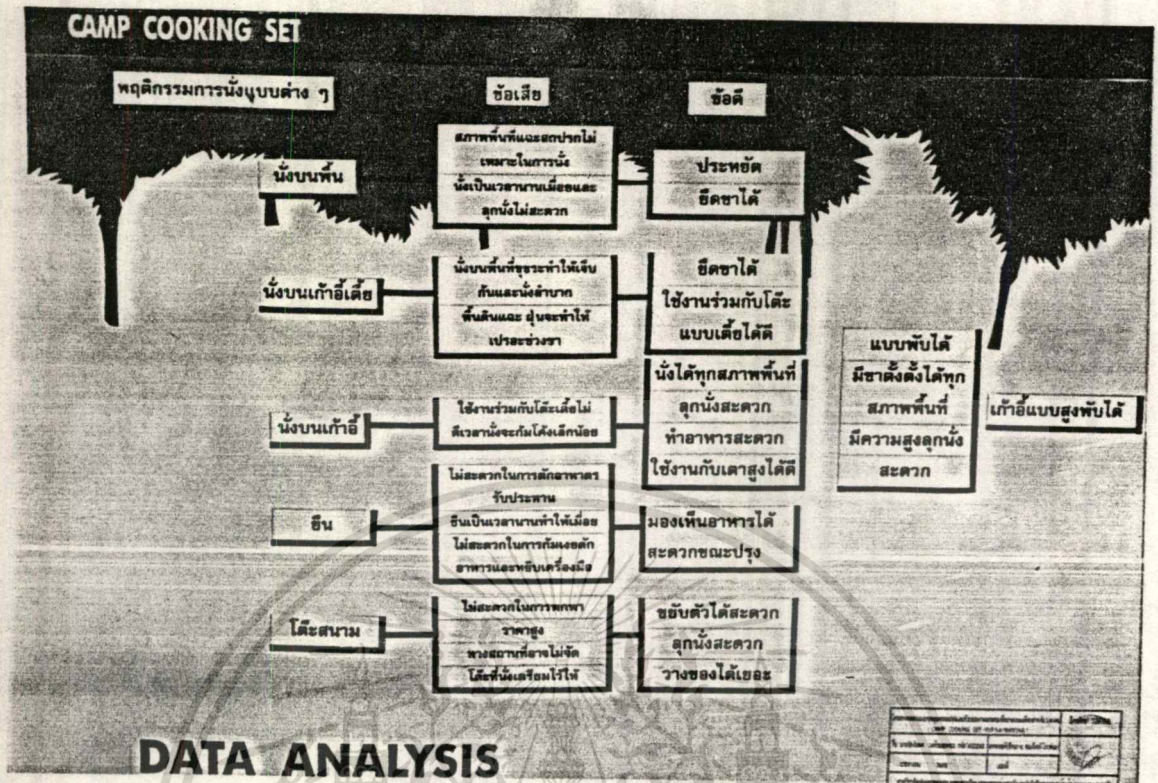 CAMP COOKING SET
พฤติกรรมการนั่งแบบต่าง ๆ
ข้อเสีย
ข้อดี
นั่งบนพื้น
สภาพพื้นที่แฉะสกปรกไม่
เหมาะในการนั่ง
นั่งเป็นเวลานานเมื่อยและ
ลุกนั่งไม่สะดวก
ประหยัด
ยืดขาได้
นั่งบนเก้าอี้เตี้ย
นั่งบนพื้นที่ขุรขระทำให้เจ็บ
ก้นและนั่งลำบาก
พื้นดินแฉะ ฝุ่นจะทำให้
เปรอะช่วงขา
ยืดขาได้
ใช้งานร่วมกับโต๊ะ
แบบเตี้ยได้ดี
นั่งบนเก้าอี้
ใช้งานร่วมกับโต๊ะเตี้ยไม่
ดีเวลานั่งจะก้มโค้งเล็กน้อย
นั่งได้ทุกสภาพพื้นที่
ลุกนั่งสะดวก
ทำอาหารสะดวก
ใช้งานกับเตาสูงได้ดี
แบบพับได้
มีขาตั้งตั้งได้ทุก
สภาพพื้นที่
มีความสูงลุกนั่ง
สะดวก
เก้าอี้แบบสูงพับได้
ยืน
ไม่สะดวกในการตักอาหาร
รับประทาน
ยืนเป็นเวลานานทำให้เมื่อย
ไม่สะดวกในการก้มเงยตัก
อาหารและหยิบเครื่องมือ
มองเห็นอาหารได้
สะดวกขณะปรุง
โต๊ะสนาม
ไม่สะดวกในการพกพา
ราคาสูง
ทางสถานที่อาจไม่จัด
โต๊ะที่นั่งเตรียมไว้ให้
ขยับตัวได้สะดวก
ลุกนั่งสะดวก
วางของได้เยอะ
DATA ANALYSIS